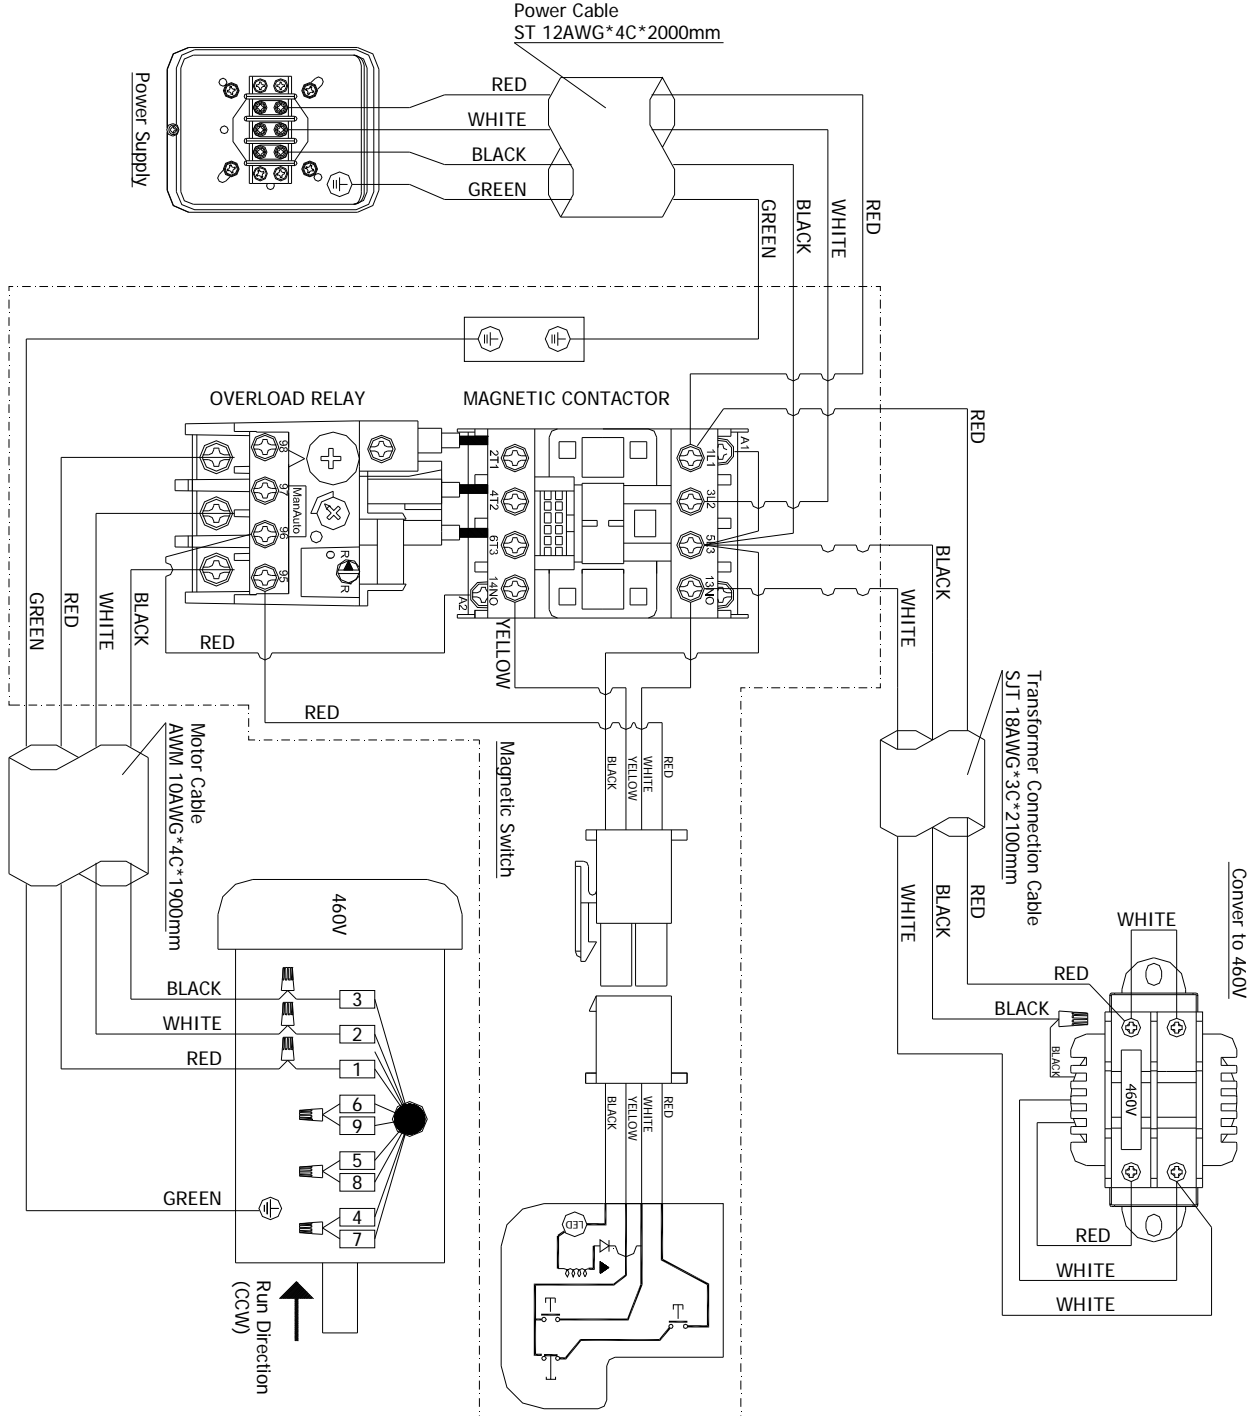 Power Cable
ST 12AWG*4C*2000mm
Power Supply
RED
WHITE
BLACK
GREEN
GREEN
BLACK
WHITE
RED
OVERLOAD RELAY
MAGNETIC CONTACTOR
98
97
96
95
ManAuto
R
R
2T1
4T2
6T3
14NO
A2
1L1
3L2
5L3
13NO
A1
RED
BLACK
WHITE
GREEN
RED
WHITE
BLACK
RED
YELLOW
RED
Motor Cable
AWM 10AWG*4C*1900mm
Magnetic Switch
BLACK
YELLOW
WHITE
RED
Transformer Connection Cable
SJT 18AWG*3C*2100mm
WHITE
BLACK
RED
Conver to 460V
WHITE
RED
BLACK
BLACK
460V
RED
WHITE
WHITE
460V
BLACK
WHITE
RED
GREEN
3
2
1
6
9
5
8
4
7
Run Direction
(CCW)
BLACK
YELLOW
WHITE
RED
LED